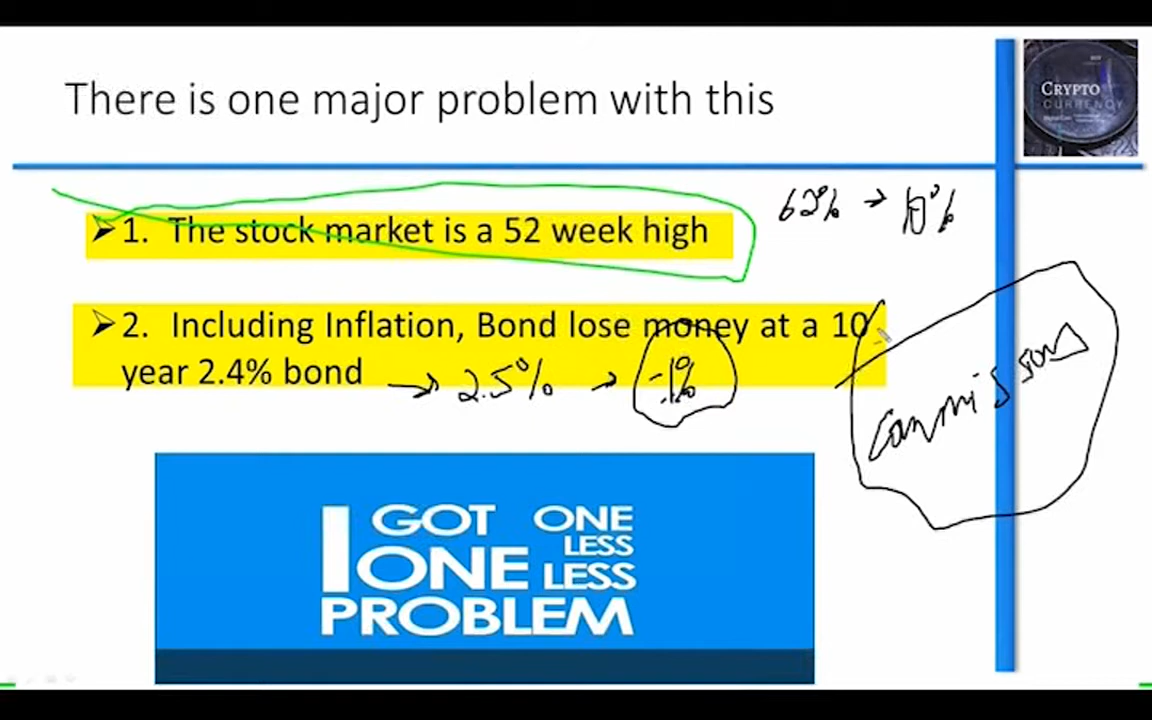 There is one major problem with this
CRYPTO
CURRENCY
1. The stock market is a 52 week high
62% → 10%
2. Including Inflation, Bond lose money at a 10
year 2.4% bond
→ 2.5% → -.1%
commissions
I GOT ONE
LESS
ONE LESS
PROBLEM